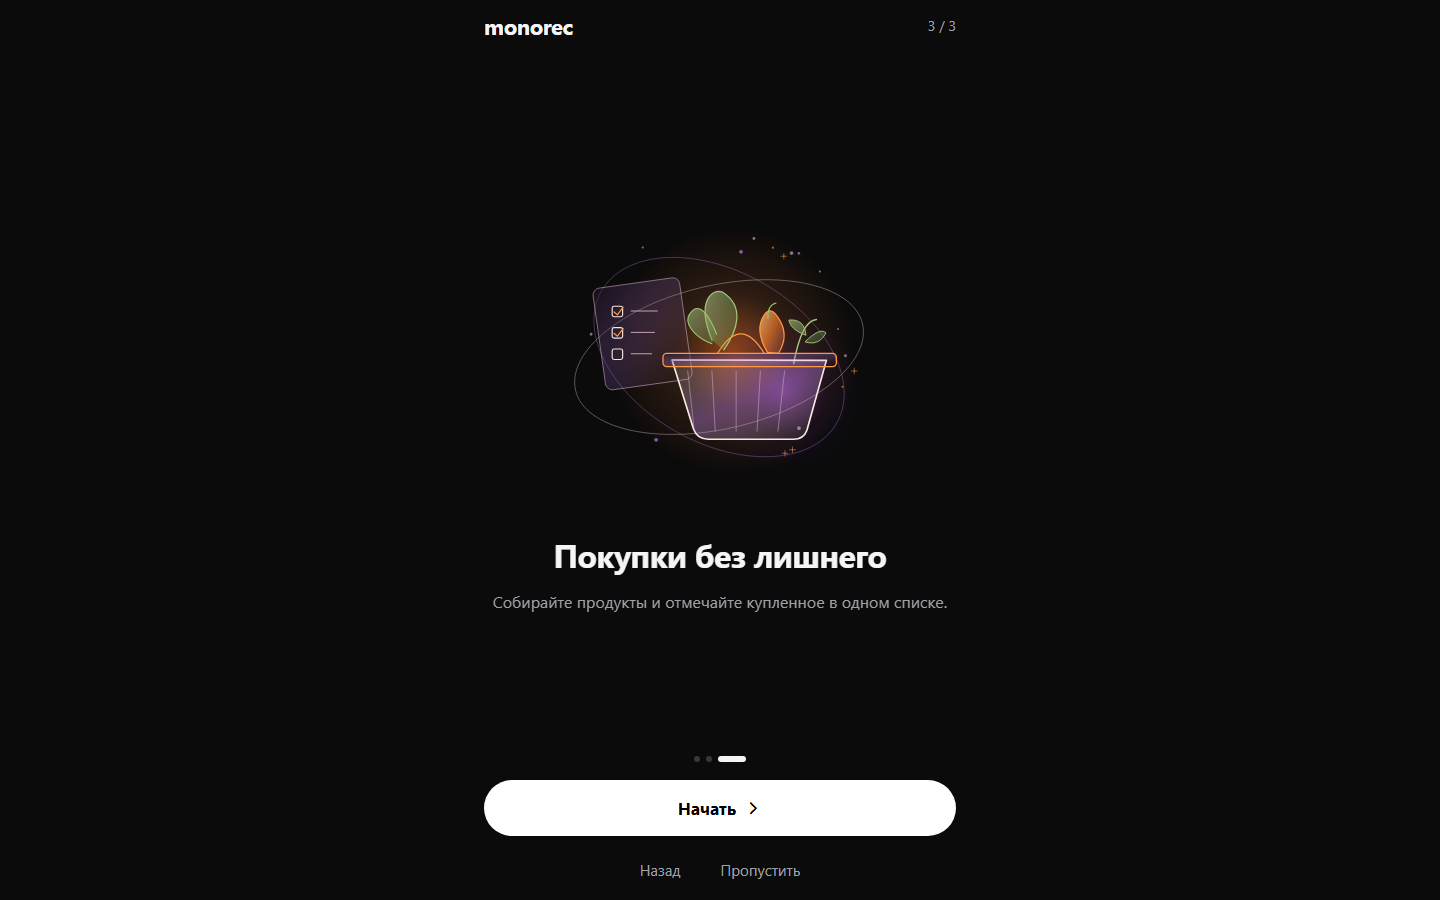 monorec
3 / 3
Покупки без лишнего
Собирайте продукты и отмечайте купленное в одном списке.
Начать
Назад
Пропустить